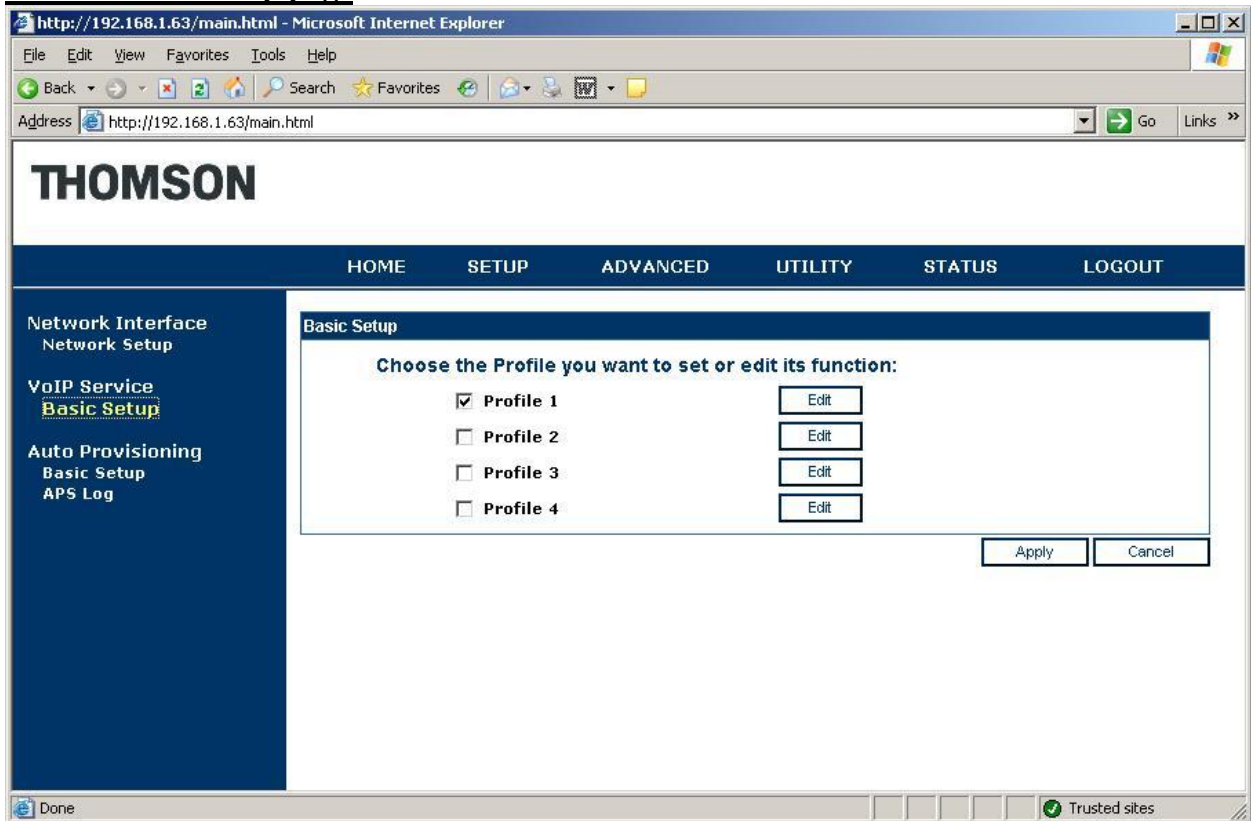 http://192.168.1.63/main.html - Microsoft Internet Explorer
File Edit View Favorites Tools Help
Back Search Favorites
Address http://192.168.1.63/main.html Go Links »
THOMSON
HOME SETUP ADVANCED UTILITY STATUS LOGOUT
Network Interface
Network Setup
VoIP Service
Basic Setup
Auto Provisioning
Basic Setup
APS Log
Basic Setup
Choose the Profile you want to set or edit its function:
Profile 1 Edit
Profile 2 Edit
Profile 3 Edit
Profile 4 Edit
Apply Cancel
Done Trusted sites